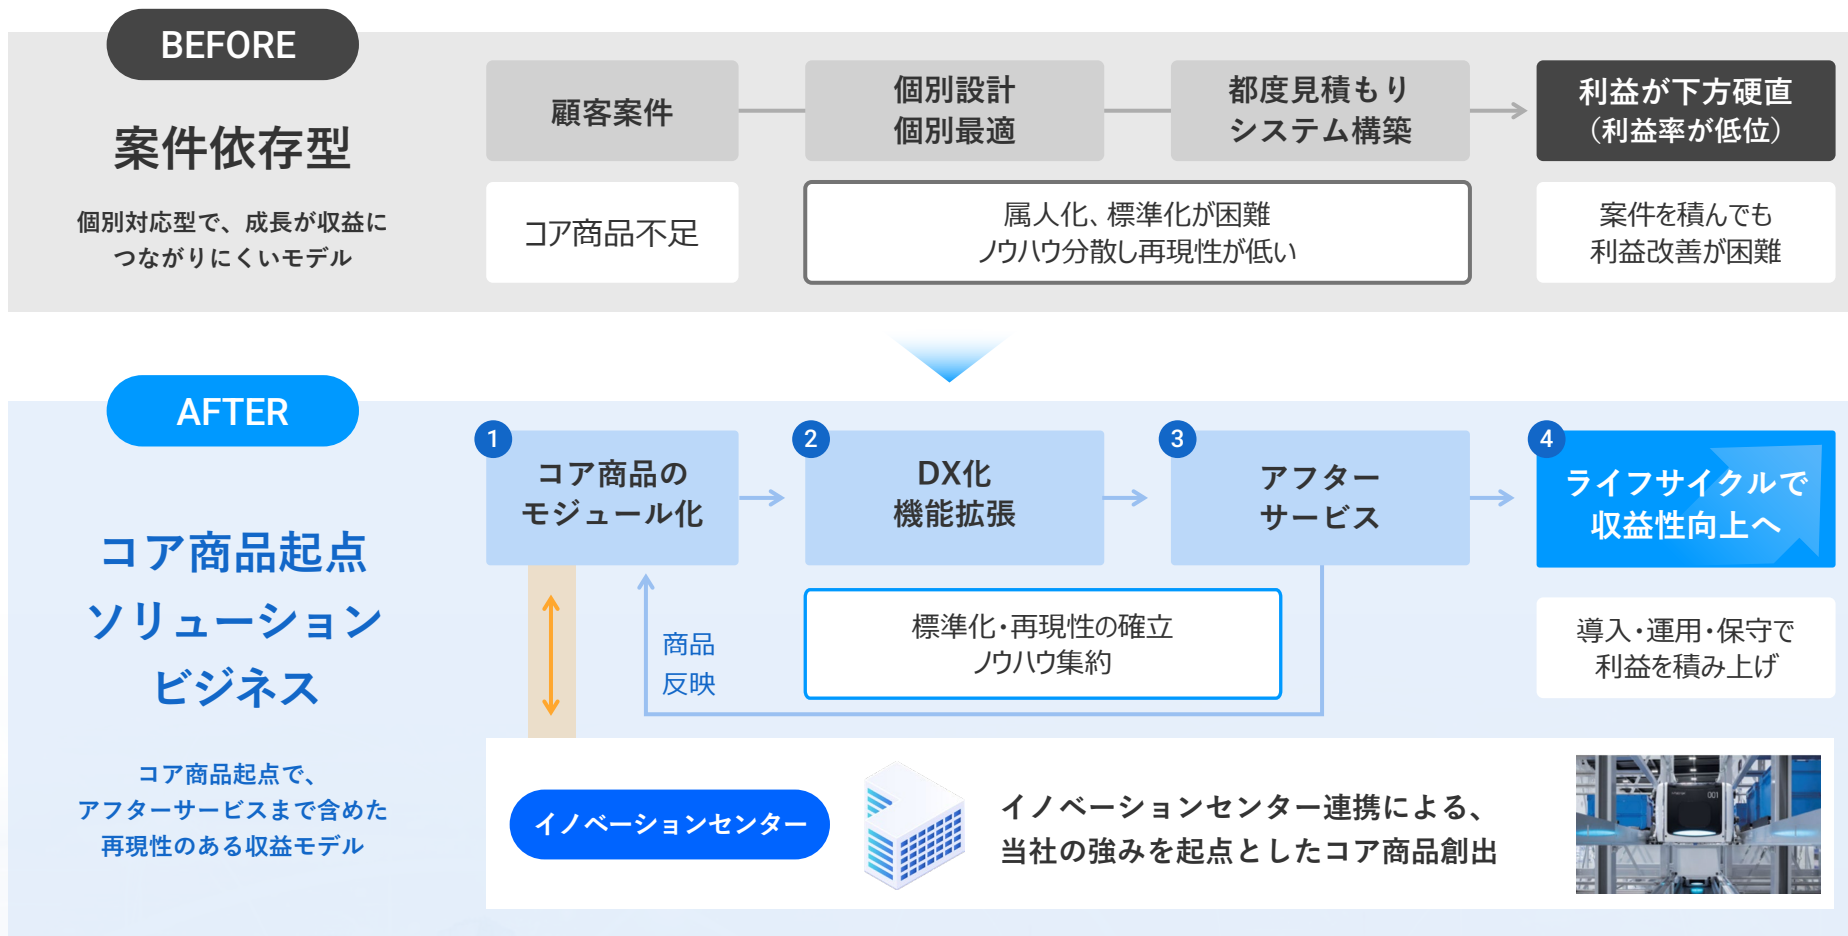 BEFORE
案件依存型
個別対応型で、成長が収益に
つながりにくいモデル
顧客案件
個別設計
個別最適
都度見積もり
システム構築
利益が下方硬直
（利益率が低位）
コア商品不足
属人化、標準化が困難
ノウハウ分散し再現性が低い
案件を積んでも
利益改善が困難
AFTER
コア商品起点
ソリューション
ビジネス
コア商品起点で、
アフターサービスまで含めた
再現性のある収益モデル
1
コア商品の
モジュール化
2
DX化
機能拡張
3
アフター
サービス
4
ライフサイクルで
収益性向上へ
商品
反映
標準化・再現性の確立
ノウハウ集約
導入・運用・保守で
利益を積み上げ
イノベーションセンター
イノベーションセンター連携による、
当社の強みを起点としたコア商品創出
001